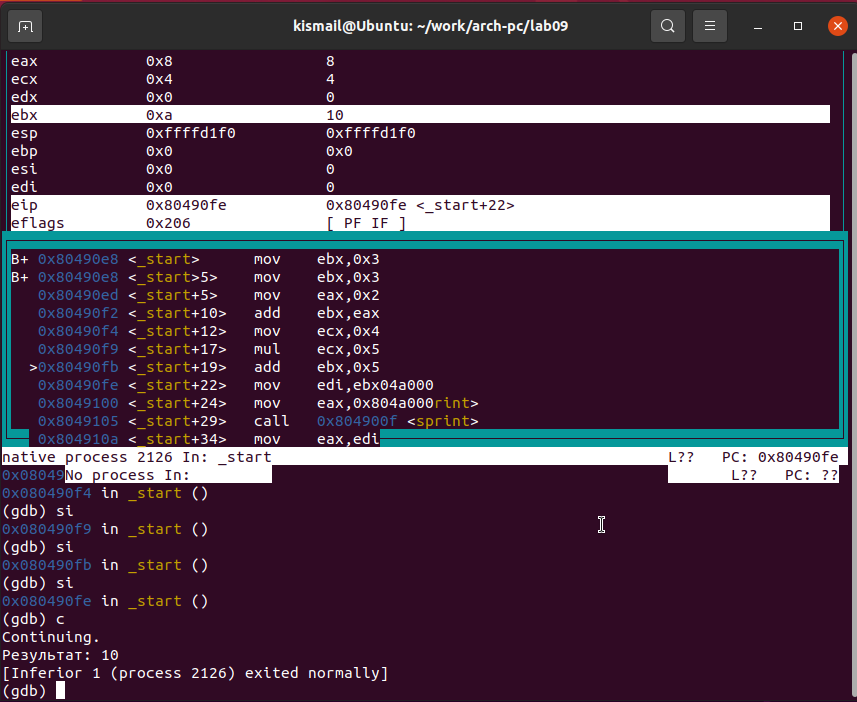 kismail@Ubuntu: ~/work/arch-pc/lab09
eax 0x8 8
ecx 0x4 4
edx 0x0 0
ebx 0xa 10
esp 0xffffd1f0 0xffffd1f0
ebp 0x0 0x0
esi 0x0 0
edi 0x0 0
eip 0x80490fe 0x80490fe <_start+22>
eflags 0x206 [ PF IF ]
B+ 0x80490e8 <_start> mov ebx,0x3
B+ 0x80490e8 <_start>5> mov ebx,0x3
0x80490ed <_start+5> mov eax,0x2
0x80490f2 <_start+10> add ebx,eax
0x80490f4 <_start+12> mov ecx,0x4
0x80490f9 <_start+17> mul ecx,0x5
>0x80490fb <_start+19> add ebx,0x5
0x80490fe <_start+22> mov edi,ebx04a000
0x8049100 <_start+24> mov eax,0x804a000rint>
0x8049105 <_start+29> call 0x804900f <sprint>
0x804910a <_start+34> mov eax,edi
native process 2126 In: _start L?? PC: 0x80490fe
0x08049No process In: L?? PC: ??
0x080490f4 in _start ()
(gdb) si
0x080490f9 in _start ()
(gdb) si
0x080490fb in _start ()
(gdb) si
0x080490fe in _start ()
(gdb) c
Continuing.
Результат: 10
[Inferior 1 (process 2126) exited normally]
(gdb)